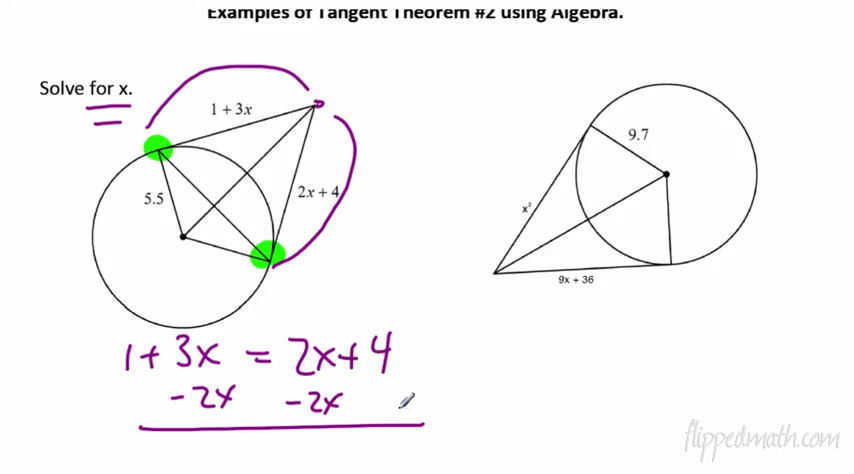 Examples of Tangent Theorem #2 using Algebra.
Solve for x.
1 + 3x
5.5
2x + 4
9.7
x²
9x + 36
1 + 3x = 2x + 4
- 2x - 2x
flippedmath.com